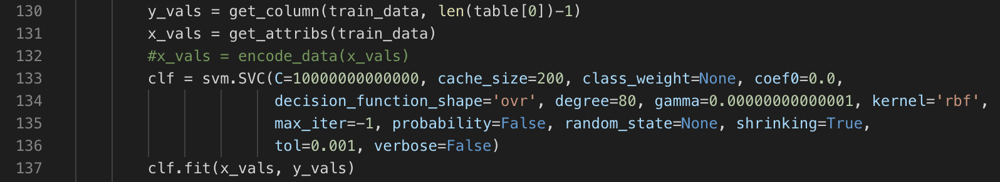 130 y_vals = get_column(train_data, len(table[0])-1)
131 x_vals = get_attribs(train_data)
132 #x_vals = encode_data(x_vals)
133 clf = svm.SVC(C=10000000000000, cache_size=200, class_weight=None, coef0=0.0,
134 decision_function_shape='ovr', degree=80, gamma=0.00000000000001, kernel='rbf',
135 max_iter=-1, probability=False, random_state=None, shrinking=True,
136 tol=0.001, verbose=False)
137 clf.fit(x_vals, y_vals)